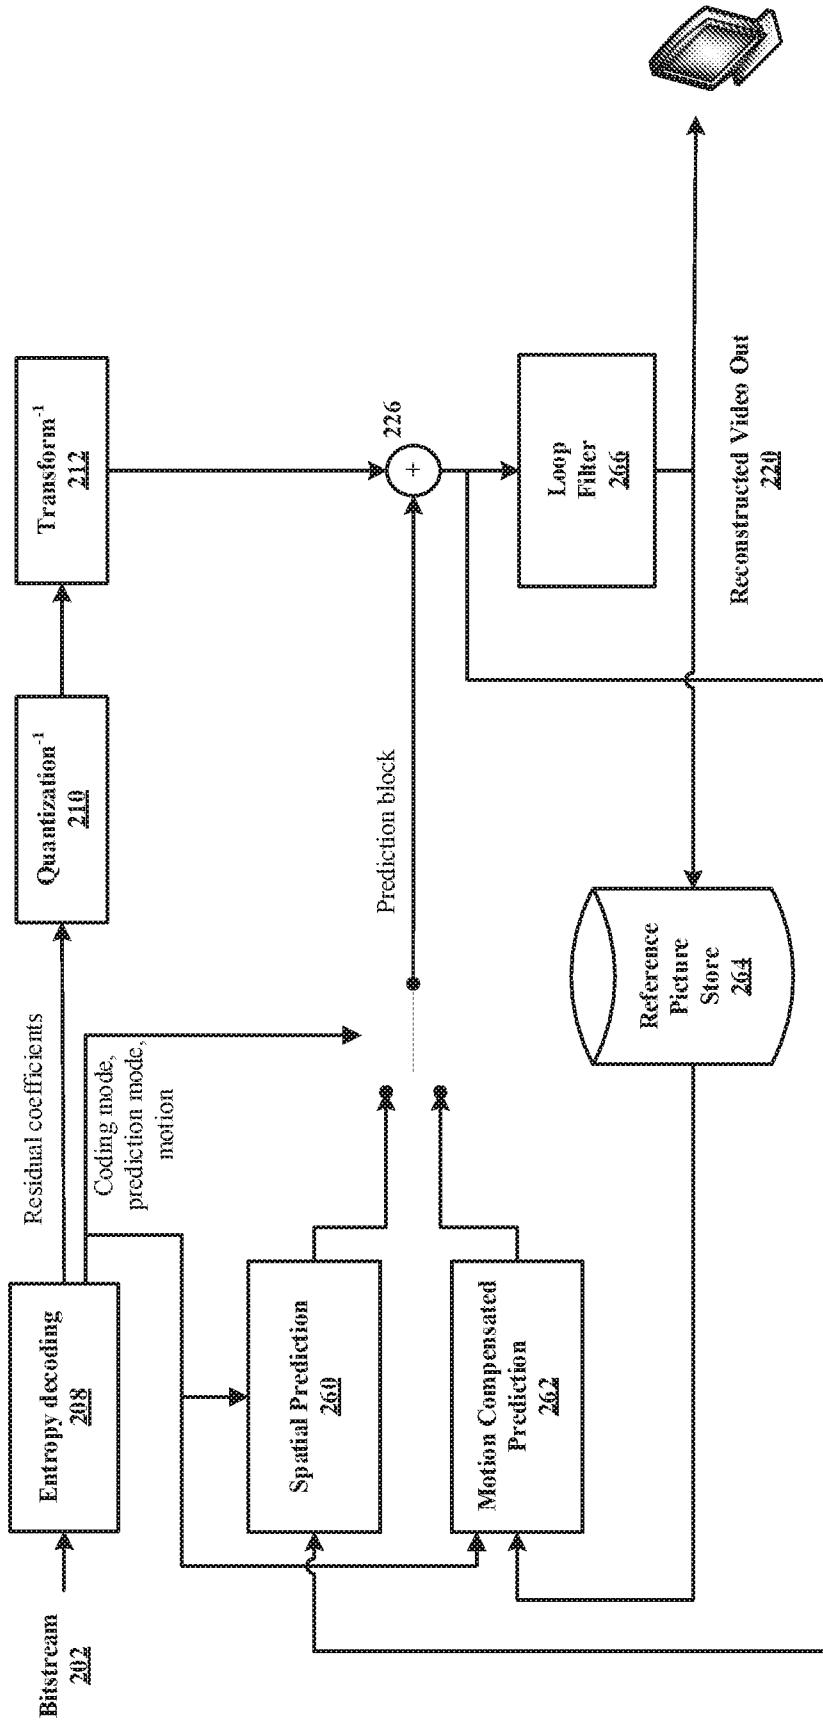 Bitstream
202
Entropy decoding
208
Residual coefficients
Coding mode,
prediction mode,
motion
Quantization-1
210
Transform-1
212
Spatial Prediction
260
Motion Compensated
Prediction
262
Prediction block
226
+
Loop
Filter
266
Reference
Picture
Store
264
Reconstructed Video Out
220